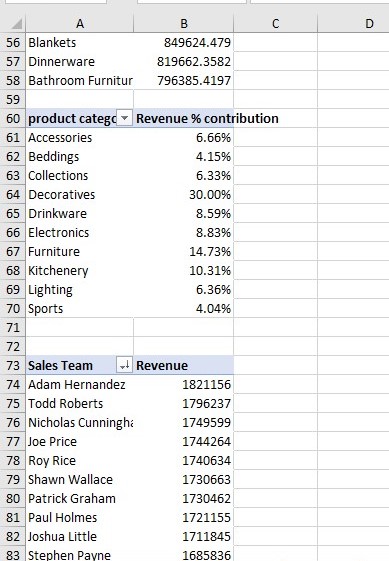 A B C D
56 Blankets 849624.479
57 Dinnerware 819662.3582
58 Bathroom Furnitur 796385.4197
59
60 product catego Revenue % contribution
61 Accessories 6.66%
62 Beddings 4.15%
63 Collections 6.33%
64 Decoratives 30.00%
65 Drinkware 8.59%
66 Electronics 8.83%
67 Furniture 14.73%
68 Kitchenery 10.31%
69 Lighting 6.36%
70 Sports 4.04%
71
72
73 Sales Team Revenue
74 Adam Hernandez 1821156
75 Todd Roberts 1796237
76 Nicholas Cunningha 1749599
77 Joe Price 1744264
78 Roy Rice 1740634
79 Shawn Wallace 1730663
80 Patrick Graham 1730462
81 Paul Holmes 1721155
82 Joshua Little 1711845
83 Stephen Payne 1685836